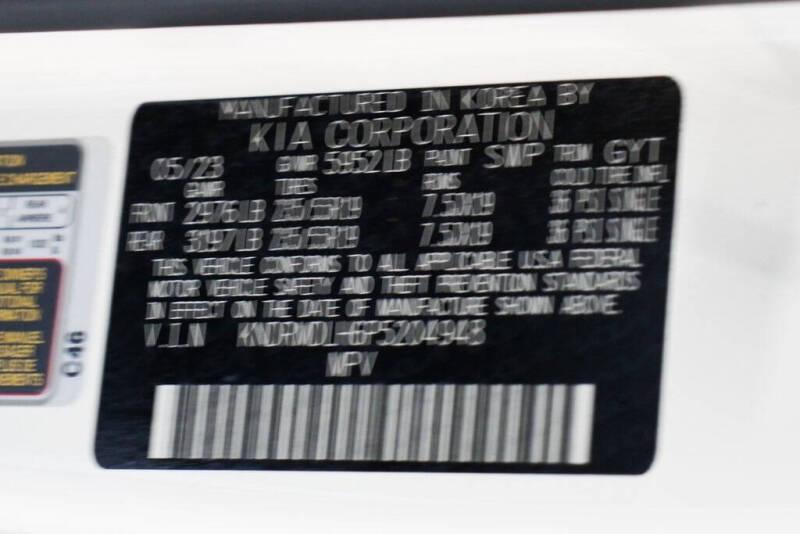 MANUFACTURED IN KOREA BY
KIA CORPORATION
05/23 GVWR 5952LB PAINT SWP TRIM GYT
GAWR TIRES RIMS COLD TIRE INFL
FRONT 2976LB 235/55R19 7.5JX19 36 PSI SINGLE
REAR 3197LB 235/55R19 7.5JX19 36 PSI SINGLE
THIS VEHICLE CONFORMS TO ALL APPLICABLE U.S.A FEDERAL
MOTOR VEHICLE SAFETY AND THEFT PREVENTION STANDARDS
IN EFFECT ON THE DATE OF MANUFACTURE SHOWN ABOVE.
V.I.N KNDRMDLH6P5204948
MPV
C46